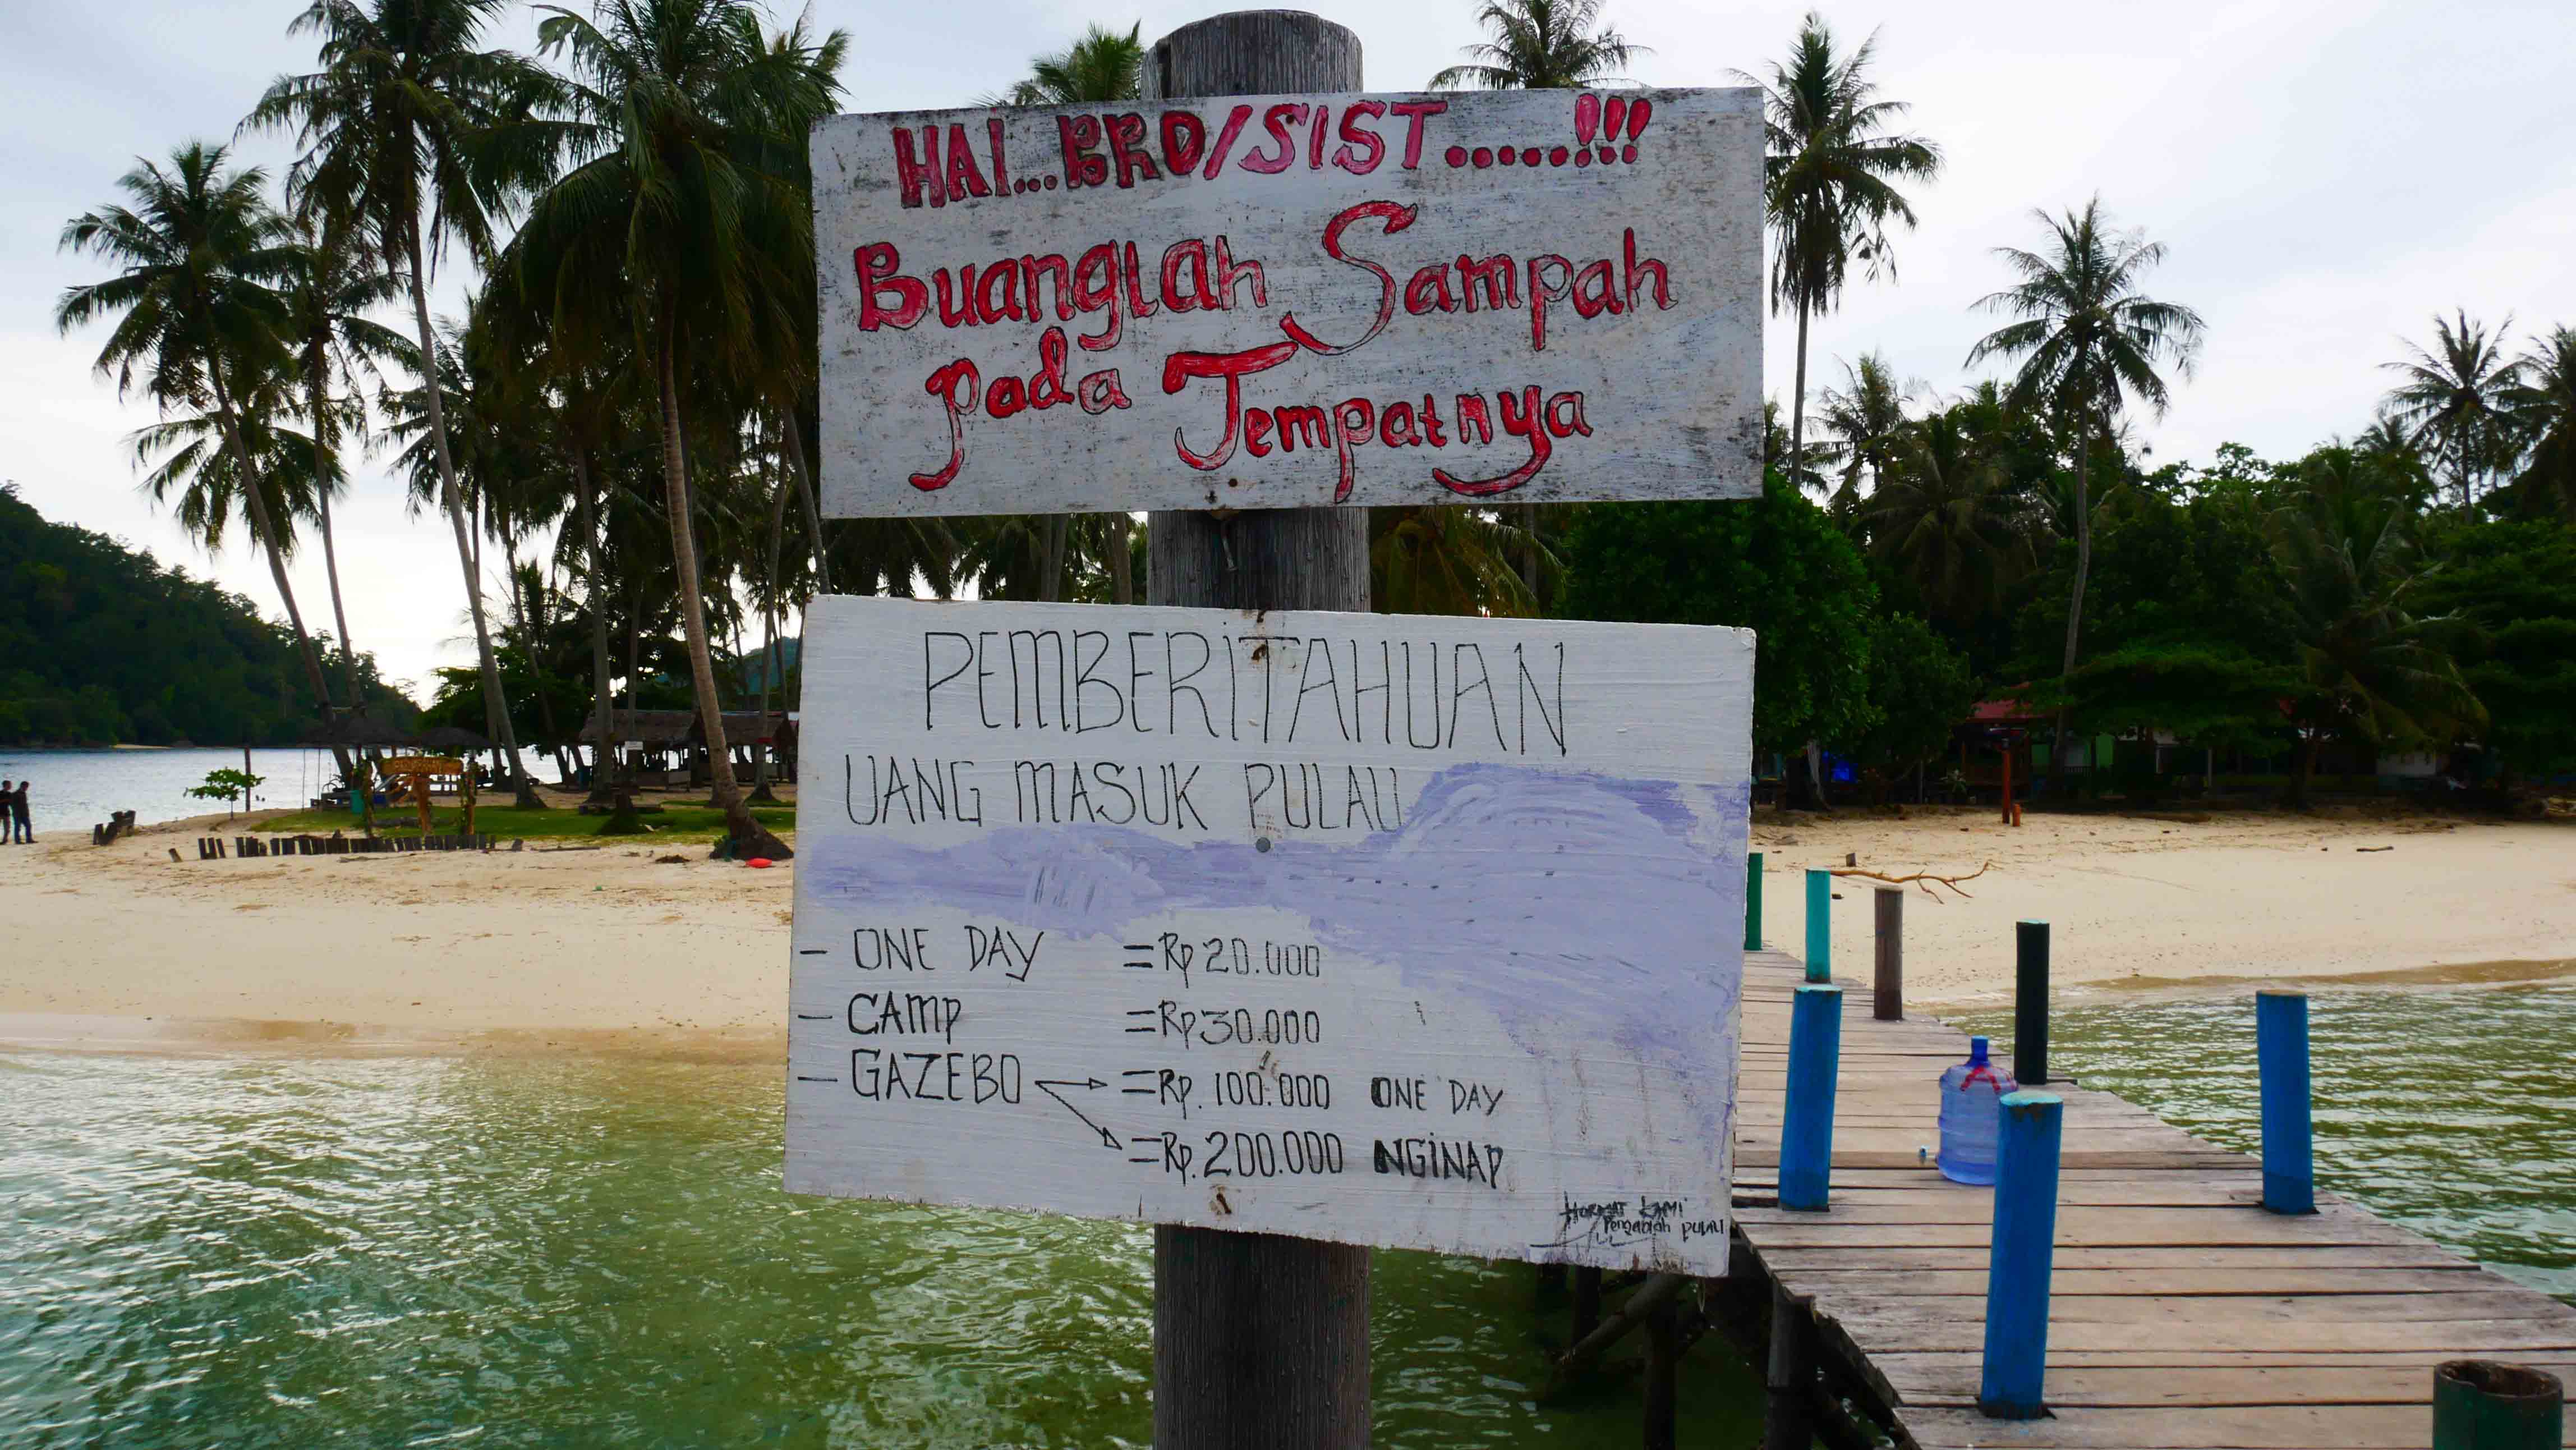 HAI...BRO/SIST.....!!!
Buanglah Sampah
pada Tempatnya
PEMBERITAHUAN
UANG MASUK PULAU
- ONE DAY = Rp 20.000
- CAMP = Rp 30.000
- GAZEBO = Rp. 100.000 ONE DAY
= Rp. 200.000 NGINAP
HORMAT KAMI
PULAU